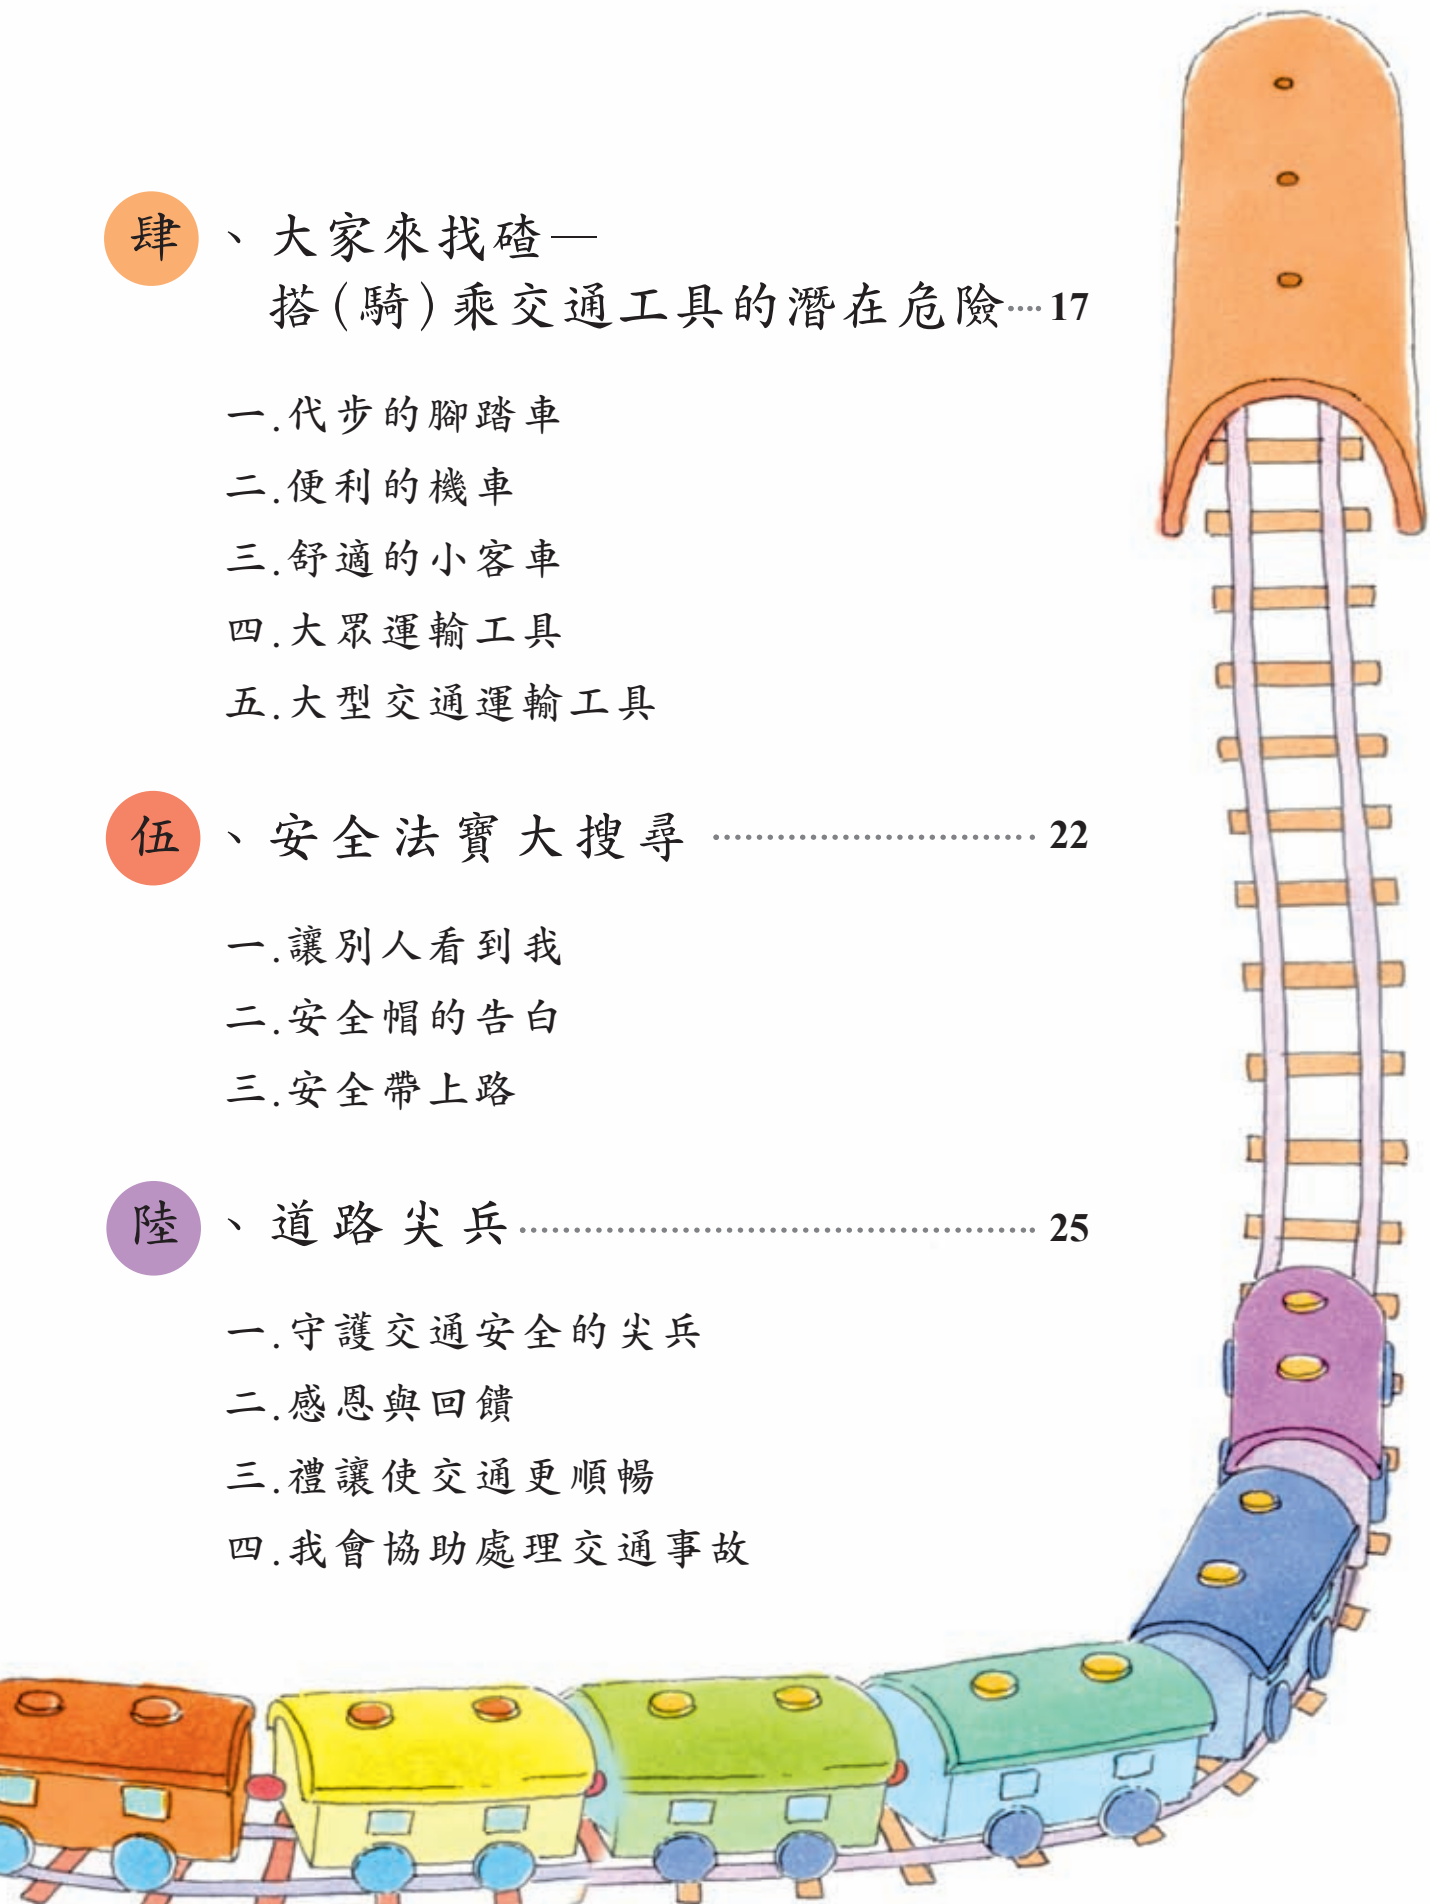 肆、大家來找碴—
搭(騎)乘交通工具的潛在危險····17
一.代步的腳踏車
二.便利的機車
三.舒適的小客車
四.大眾運輸工具
五.大型交通運輸工具
伍、安全法寶大搜尋 ······························ 22
一.讓別人看到我
二.安全帽的告白
三.安全帶上路
陸、道路尖兵················································ 25
一.守護交通安全的尖兵
二.感恩與回饋
三.禮讓使交通更順暢
四.我會協助處理交通事故